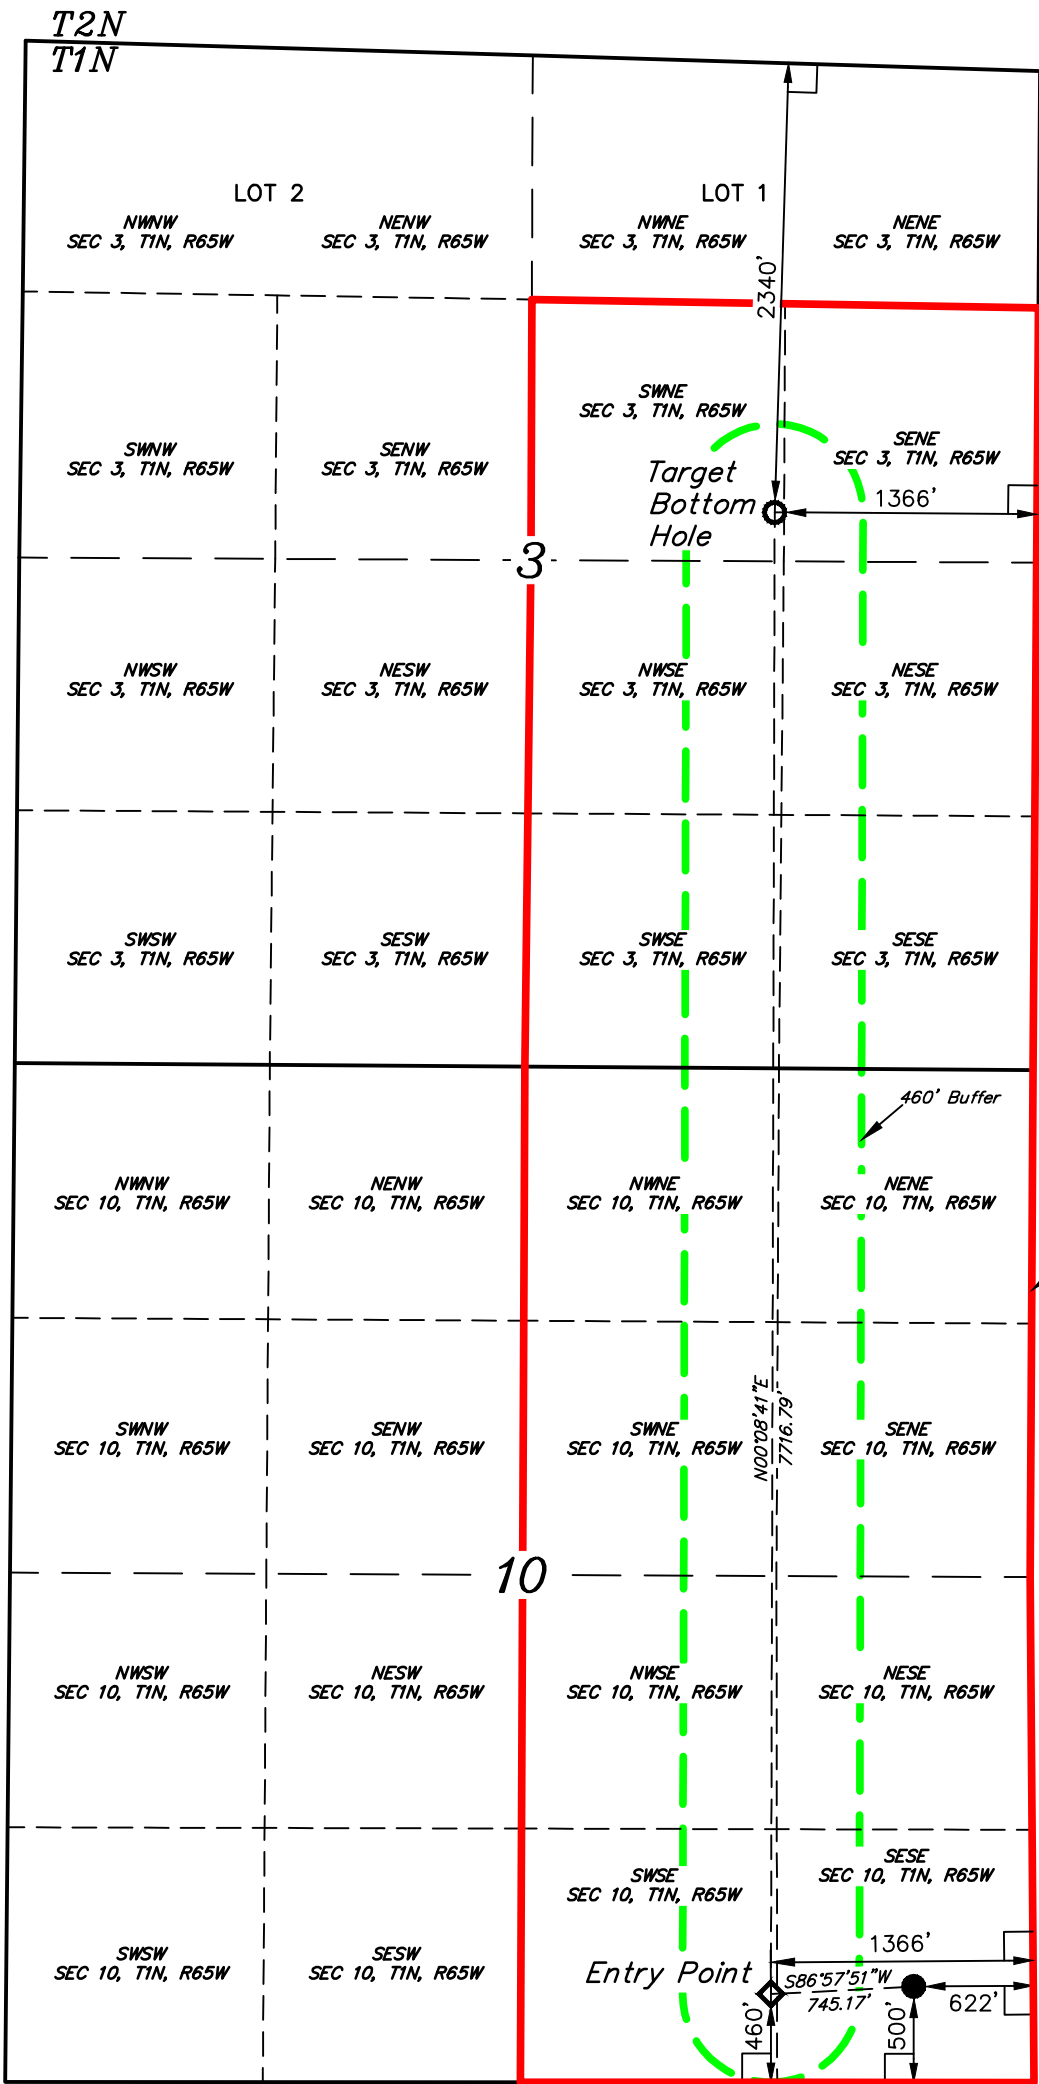 T2N
T1N
LOT 2
LOT 1
NWNW
SEC 3, T1N, R65W
NENW
SEC 3, T1N, R65W
NWNE
SEC 3, T1N, R65W
NENE
SEC 3, T1N, R65W
2340'
SWNW
SEC 3, T1N, R65W
SENW
SEC 3, T1N, R65W
SWNE
SEC 3, T1N, R65W
SENE
SEC 3, T1N, R65W
Target
Bottom
Hole
1366'
3
NWSW
SEC 3, T1N, R65W
NESW
SEC 3, T1N, R65W
NWSE
SEC 3, T1N, R65W
NESE
SEC 3, T1N, R65W
SWSW
SEC 3, T1N, R65W
SESW
SEC 3, T1N, R65W
SWSE
SEC 3, T1N, R65W
SESE
SEC 3, T1N, R65W
460' Buffer
NWNW
SEC 10, T1N, R65W
NENW
SEC 10, T1N, R65W
NWNE
SEC 10, T1N, R65W
NENE
SEC 10, T1N, R65W
N00°08'41"E
7716.79'
SWNW
SEC 10, T1N, R65W
SENW
SEC 10, T1N, R65W
SWNE
SEC 10, T1N, R65W
SENE
SEC 10, T1N, R65W
10
NWSW
SEC 10, T1N, R65W
NESW
SEC 10, T1N, R65W
NWSE
SEC 10, T1N, R65W
NESE
SEC 10, T1N, R65W
SWSW
SEC 10, T1N, R65W
SESW
SEC 10, T1N, R65W
SWSE
SEC 10, T1N, R65W
SESE
SEC 10, T1N, R65W
1366'
Entry Point
S86°57'51"W
745.17'
622'
460'
500'